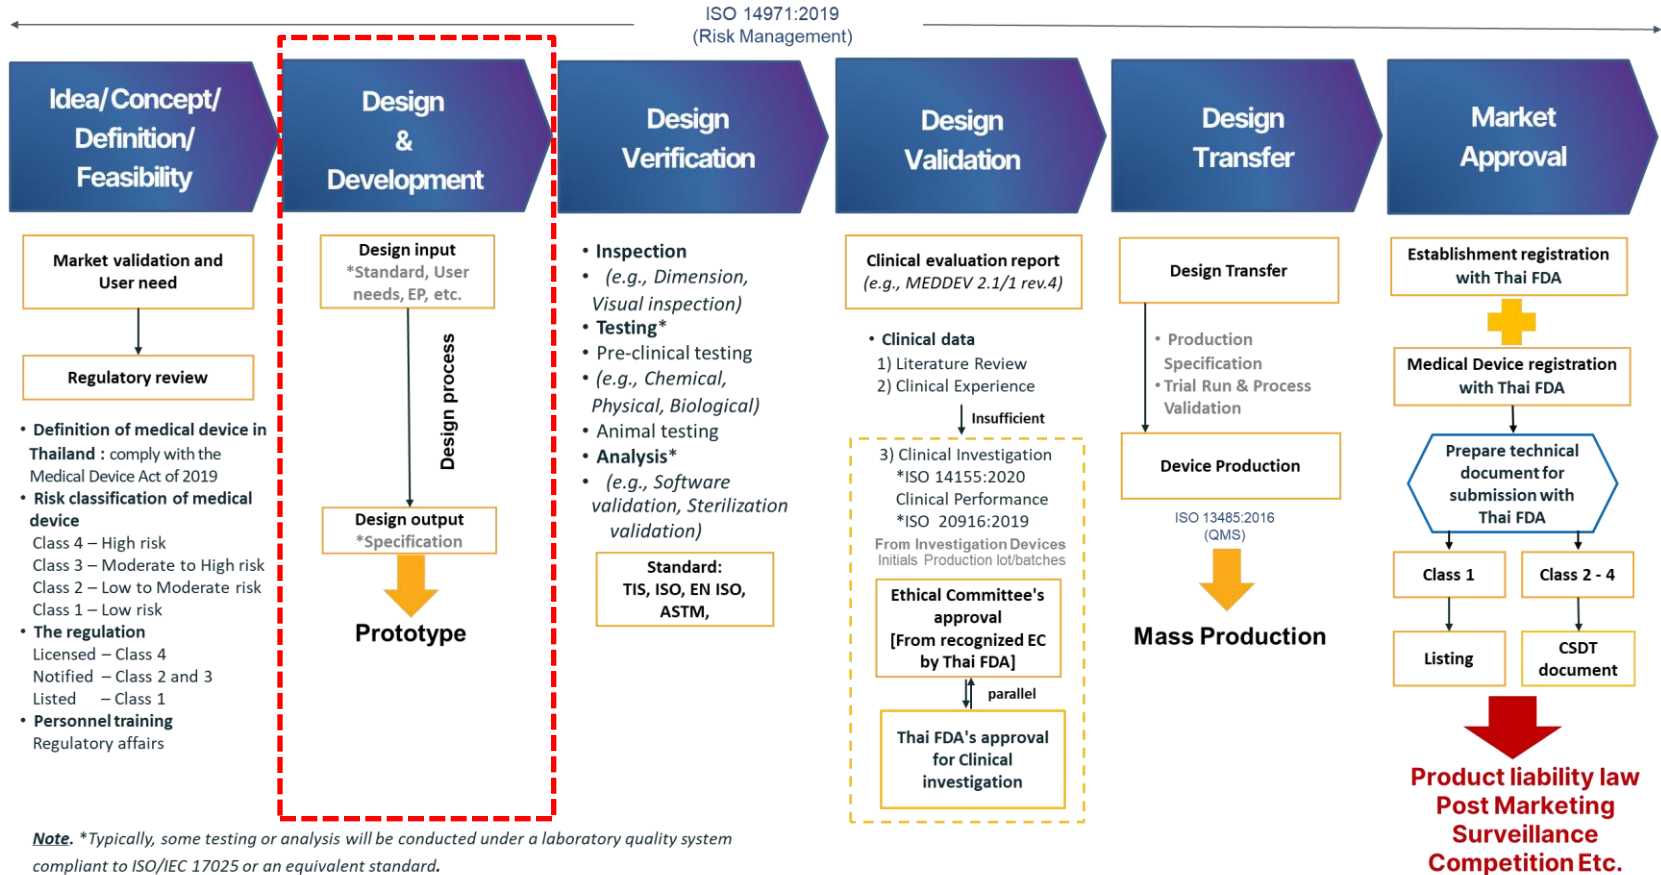 ISO 14971:2019
(Risk Management)
Idea/Concept/
Definition/
Feasibility
Market validation and
User need
Regulatory review
• Definition of medical device in
Thailand : comply with the
Medical Device Act of 2019
• Risk classification of medical
device
Class 4 – High risk
Class 3 – Moderate to High risk
Class 2 – Low to Moderate risk
Class 1 – Low risk
• The regulation
Licensed – Class 4
Notified – Class 2 and 3
Listed – Class 1
• Personnel training
Regulatory affairs
Design
&
Development
Design input
*Standard, User
needs, EP, etc.
Design process
Design output
*Specification
Prototype
Design
Verification
• Inspection
• (e.g., Dimension,
Visual inspection)
• Testing*
• Pre-clinical testing
• (e.g., Chemical,
Physical, Biological)
• Animal testing
• Analysis*
• (e.g., Software
validation, Sterilization
validation)
Standard:
TIS, ISO, EN ISO,
ASTM,
Design
Validation
Clinical evaluation report
(e.g., MEDDEV 2.1/1 rev.4)
• Clinical data
1) Literature Review
2) Clinical Experience
Insufficient
3) Clinical Investigation
*ISO 14155:2020
Clinical Performance
*ISO 20916:2019
From Investigation Devices
Initials Production lot/batches
Ethical Committee's
approval
[From recognized EC
by Thai FDA]
parallel
Thai FDA's approval
for Clinical
investigation
Design
Transfer
Design Transfer
• Production
Specification
• Trial Run & Process
Validation
Device Production
ISO 13485:2016
(QMS)
Mass Production
Market
Approval
Establishment registration
with Thai FDA
Medical Device registration
with Thai FDA
Prepare technical
document for
submission with
Thai FDA
Class 1
Class 2 - 4
Listing
CSDT
document
Product liability law
Post Marketing
Surveillance
Competition Etc.
Note. *Typically, some testing or analysis will be conducted under a laboratory quality system
compliant to ISO/IEC 17025 or an equivalent standard.